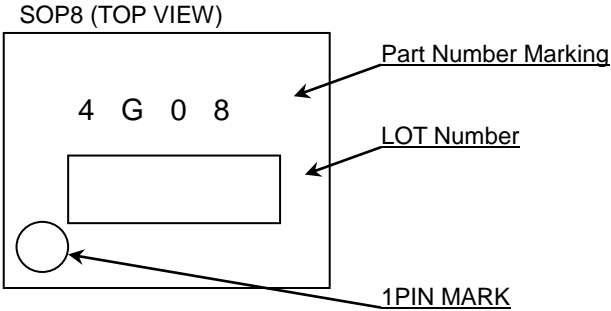 SOP8 (TOP VIEW)
Part Number Marking
4 G 0 8
LOT Number
1PIN MARK